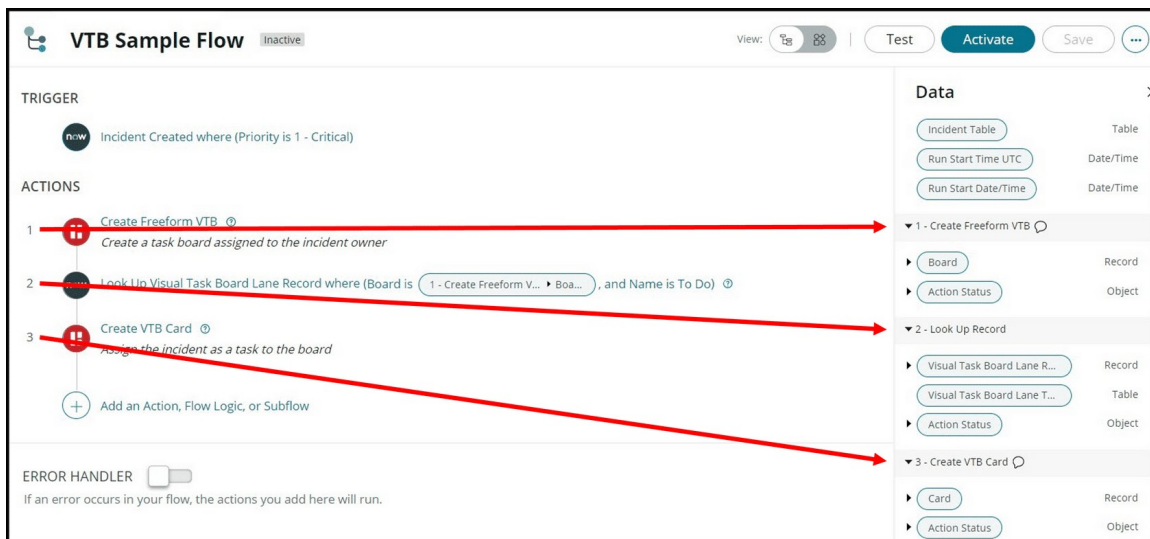 VTB Sample Flow Inactive
View: Test Activate Save ...
TRIGGER
now Incident Created where (Priority is 1 - Critical)
ACTIONS
1 Create Freeform VTB
Create a task board assigned to the incident owner
2 Look Up Visual Task Board Lane Record where (Board is 1 - Create Freeform V... ▸ Boa... ), and Name is To Do)
3 Create VTB Card
Assign the incident as a task to the board
+ Add an Action, Flow Logic, or Subflow
ERROR HANDLER
If an error occurs in your flow, the actions you add here will run.
Data
Incident Table Table
Run Start Time UTC Date/Time
Run Start Date/Time Date/Time
1 - Create Freeform VTB
Board Record
Action Status Object
2 - Look Up Record
Visual Task Board Lane R... Record
Visual Task Board Lane T... Table
Action Status Object
3 - Create VTB Card
Card Record
Action Status Object